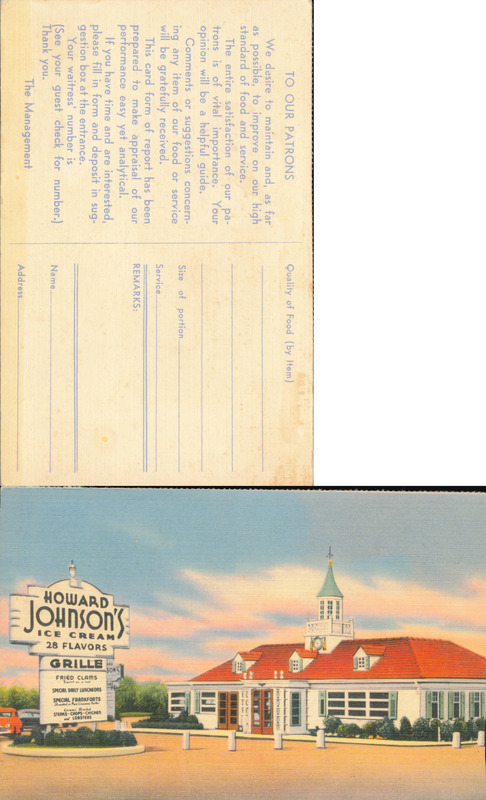 TO OUR PATRONS
We desire to maintain and, as far
as possible, to improve on our high
standard of food and service.
The entire satisfaction of our pa-
trons is of vital importance. Your
opinion will be a helpful guide.
Comments or suggestions concern-
ing any item of our food or service
will be gratefully received.
This card form of report has been
prepared to make appraisal of our
performance easy yet analytical.
If you have time and are interested,
please fill in form and deposit in sug-
gestion box at the entrance.
Your waitress' number is
(See your guest check for number.)
Thank you,
The Management
Quality of Food (by item)
Size of portion
Service
REMARKS:
Name
Address
HOWARD
JOHNSON'S
ICE CREAM
28 FLAVORS
GRILLE
FRIED CLAMS
SPECIAL DAILY LUNCHEONS
SPECIAL FRANKFORTS
STEAKS - CHOPS - CHICKEN
and LOBSTERS